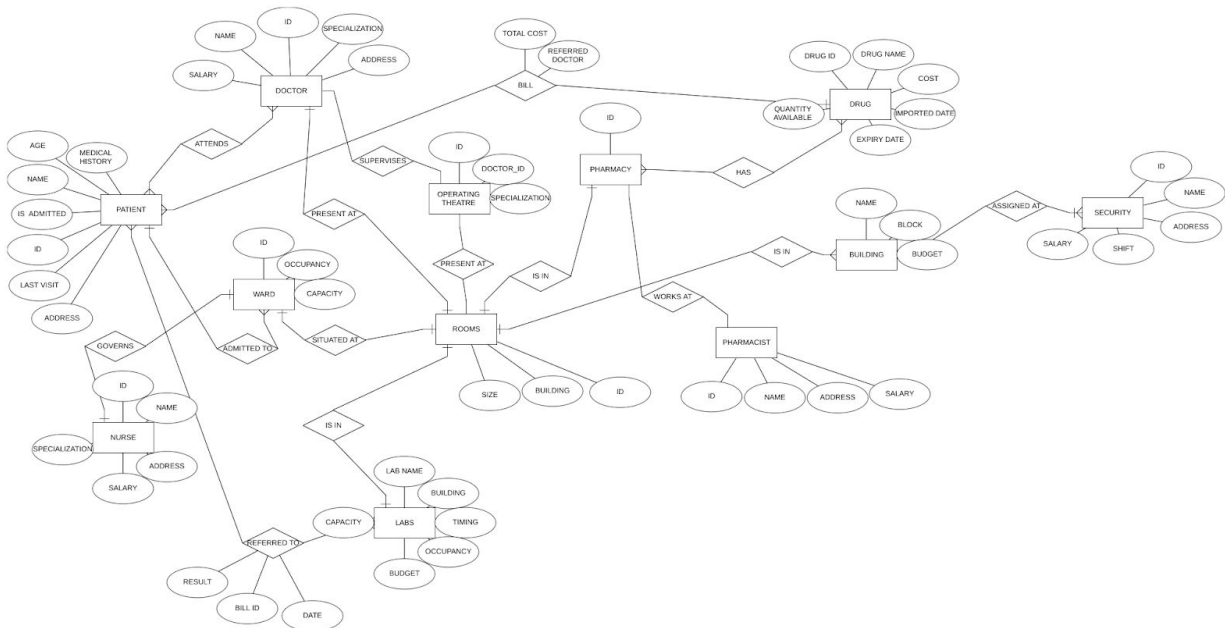 ID
NAME
SPECIALIZATION
SALARY
ADDRESS
DOCTOR
TOTAL COST
REFERRED
DOCTOR
BILL
DRUG ID
DRUG NAME
COST
QUANTITY
AVAILABLE
DRUG
IMPORTED DATE
EXPIRY DATE
ATTENDS
AGE
MEDICAL
HISTORY
NAME
IS ADMITTED
PATIENT
ID
LAST VISIT
ADDRESS
SUPERVISES
ID
DOCTOR_ID
OPERATING
THEATRE
SPECIALIZATION
PRESENT AT
PRESENT AT
ID
PHARMACY
HAS
IS IN
WORKS AT
IS IN
NAME
BLOCK
BUILDING
BUDGET
ASSIGNED AT
ID
NAME
SECURITY
ADDRESS
SALARY
SHIFT
ID
OCCUPANCY
WARD
CAPACITY
GOVERNS
ADMITTED TO
SITUATED AT
ROOMS
SIZE
BUILDING
ID
PHARMACIST
ID
NAME
ADDRESS
SALARY
ID
NAME
SPECIALIZATION
NURSE
ADDRESS
SALARY
IS IN
LAB NAME
BUILDING
CAPACITY
LABS
TIMING
OCCUPANCY
BUDGET
REFERRED TO
RESULT
BILL ID
DATE